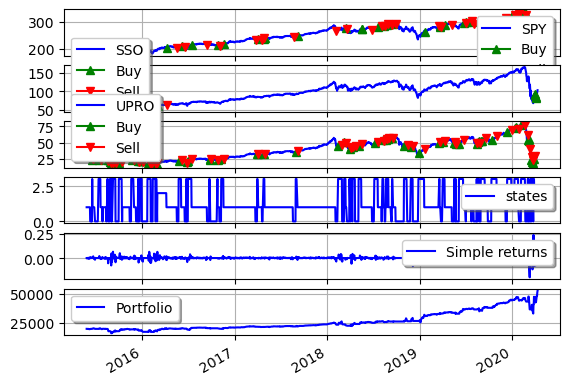 300
200
SPY
Buy
SSO
Buy
Sell
150
100
50
UPRO
Buy
Sell
75
50
25
2.5
0.0
states
0.25
0.00
Simple returns
50000
25000
Portfolio
2016
2017
2018
2019
2020